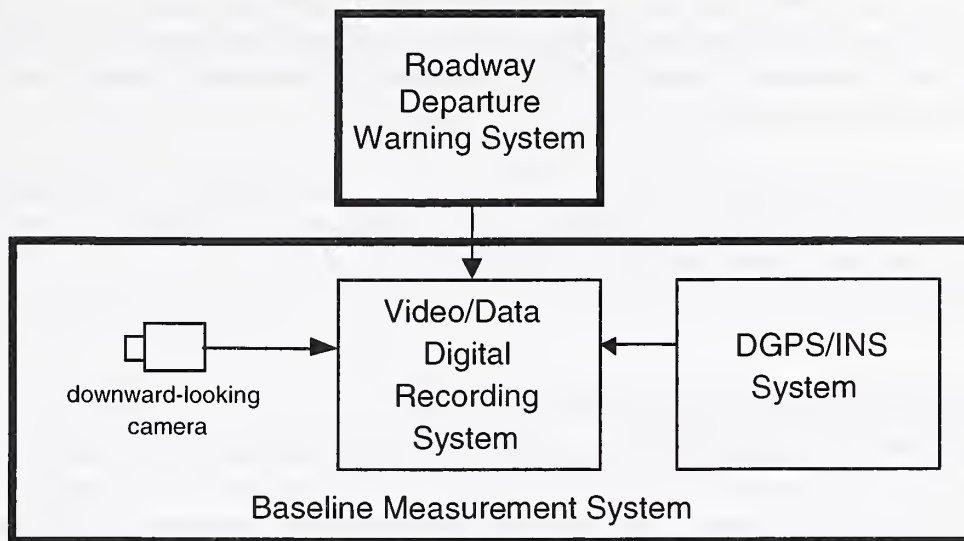 Roadway
Departure
Warning System
Video/Data
Digital
Recording
System
DGPS/INS
System
downward-looking
camera
Baseline Measurement System